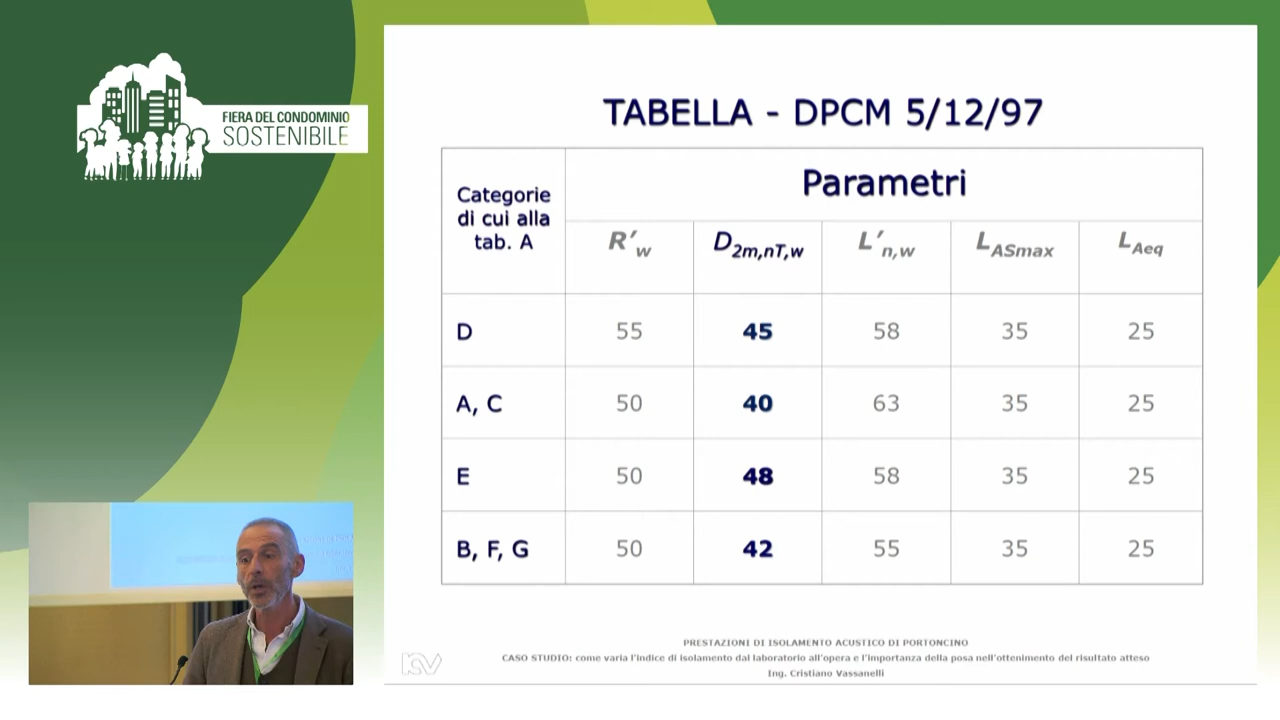 FIERA DEL CONDOMINIO
SOSTENIBILE
TABELLA - DPCM 5/12/97
Categorie
di cui alla
tab. A
Parametri
R′w D2m,nT,w L′n,w LASmax LAeq
D 55 45 58 35 25
A, C 50 40 63 35 25
E 50 48 58 35 25
B, F, G 50 42 55 35 25
PRESTAZIONI DI ISOLAMENTO ACUSTICO DI PORTONCINO
CASO STUDIO: come varia l'indice di isolamento dal laboratorio all'opera e l'importanza della posa nell'ottenimento del risultato atteso
Ing. Cristiano Vassanelli